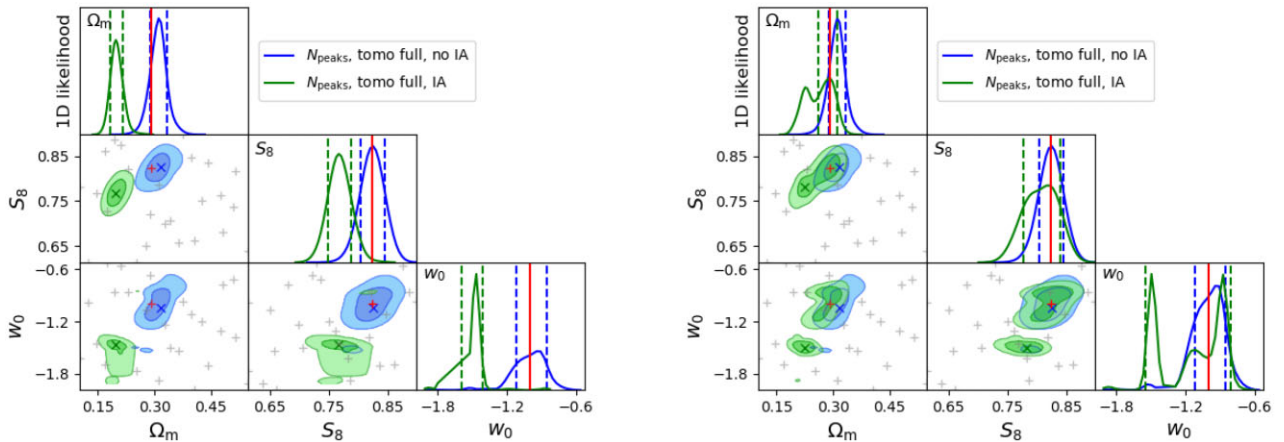 1D likelihood
Ωm
Npeaks, tomo full, no IA
Npeaks, tomo full, IA
S8
0.85
0.75
0.65
S8
w0
−0.6
−1.2
−1.8
w0
0.15 0.30 0.45
Ωm
0.65 0.75 0.85
S8
−1.8 −1.2 −0.6
w0
1D likelihood
Ωm
Npeaks, tomo full, no IA
Npeaks, tomo full, IA
S8
0.85
0.75
0.65
S8
w0
−0.6
−1.2
−1.8
w0
0.15 0.30 0.45
Ωm
0.65 0.75 0.85
S8
−1.8 −1.2 −0.6
w0